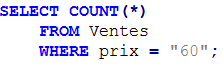 SELECT COUNT(*)
FROM Ventes
WHERE prix = "60";